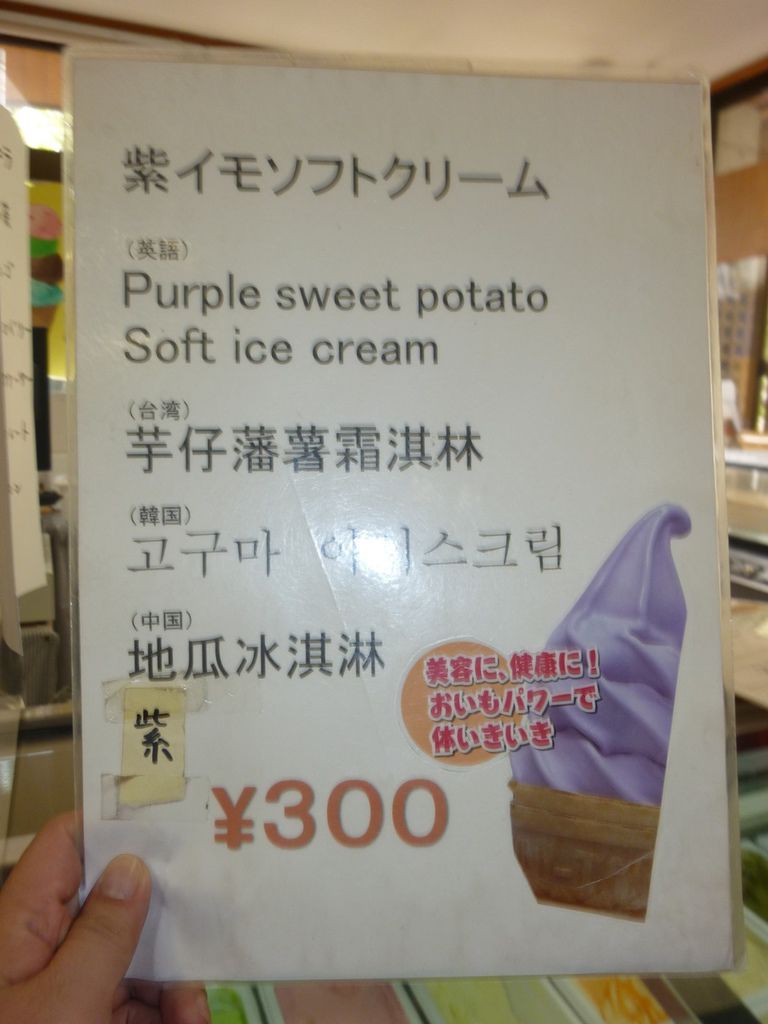 紫イモソフトクリーム
(英語)
Purple sweet potato
Soft ice cream
(台湾)
芋仔蕃薯霜淇林
(韓国)
고구마 아이스크림
(中国)
地瓜冰淇淋
紫
美容に、健康に!
おいもパワーで
体いきいき
¥300